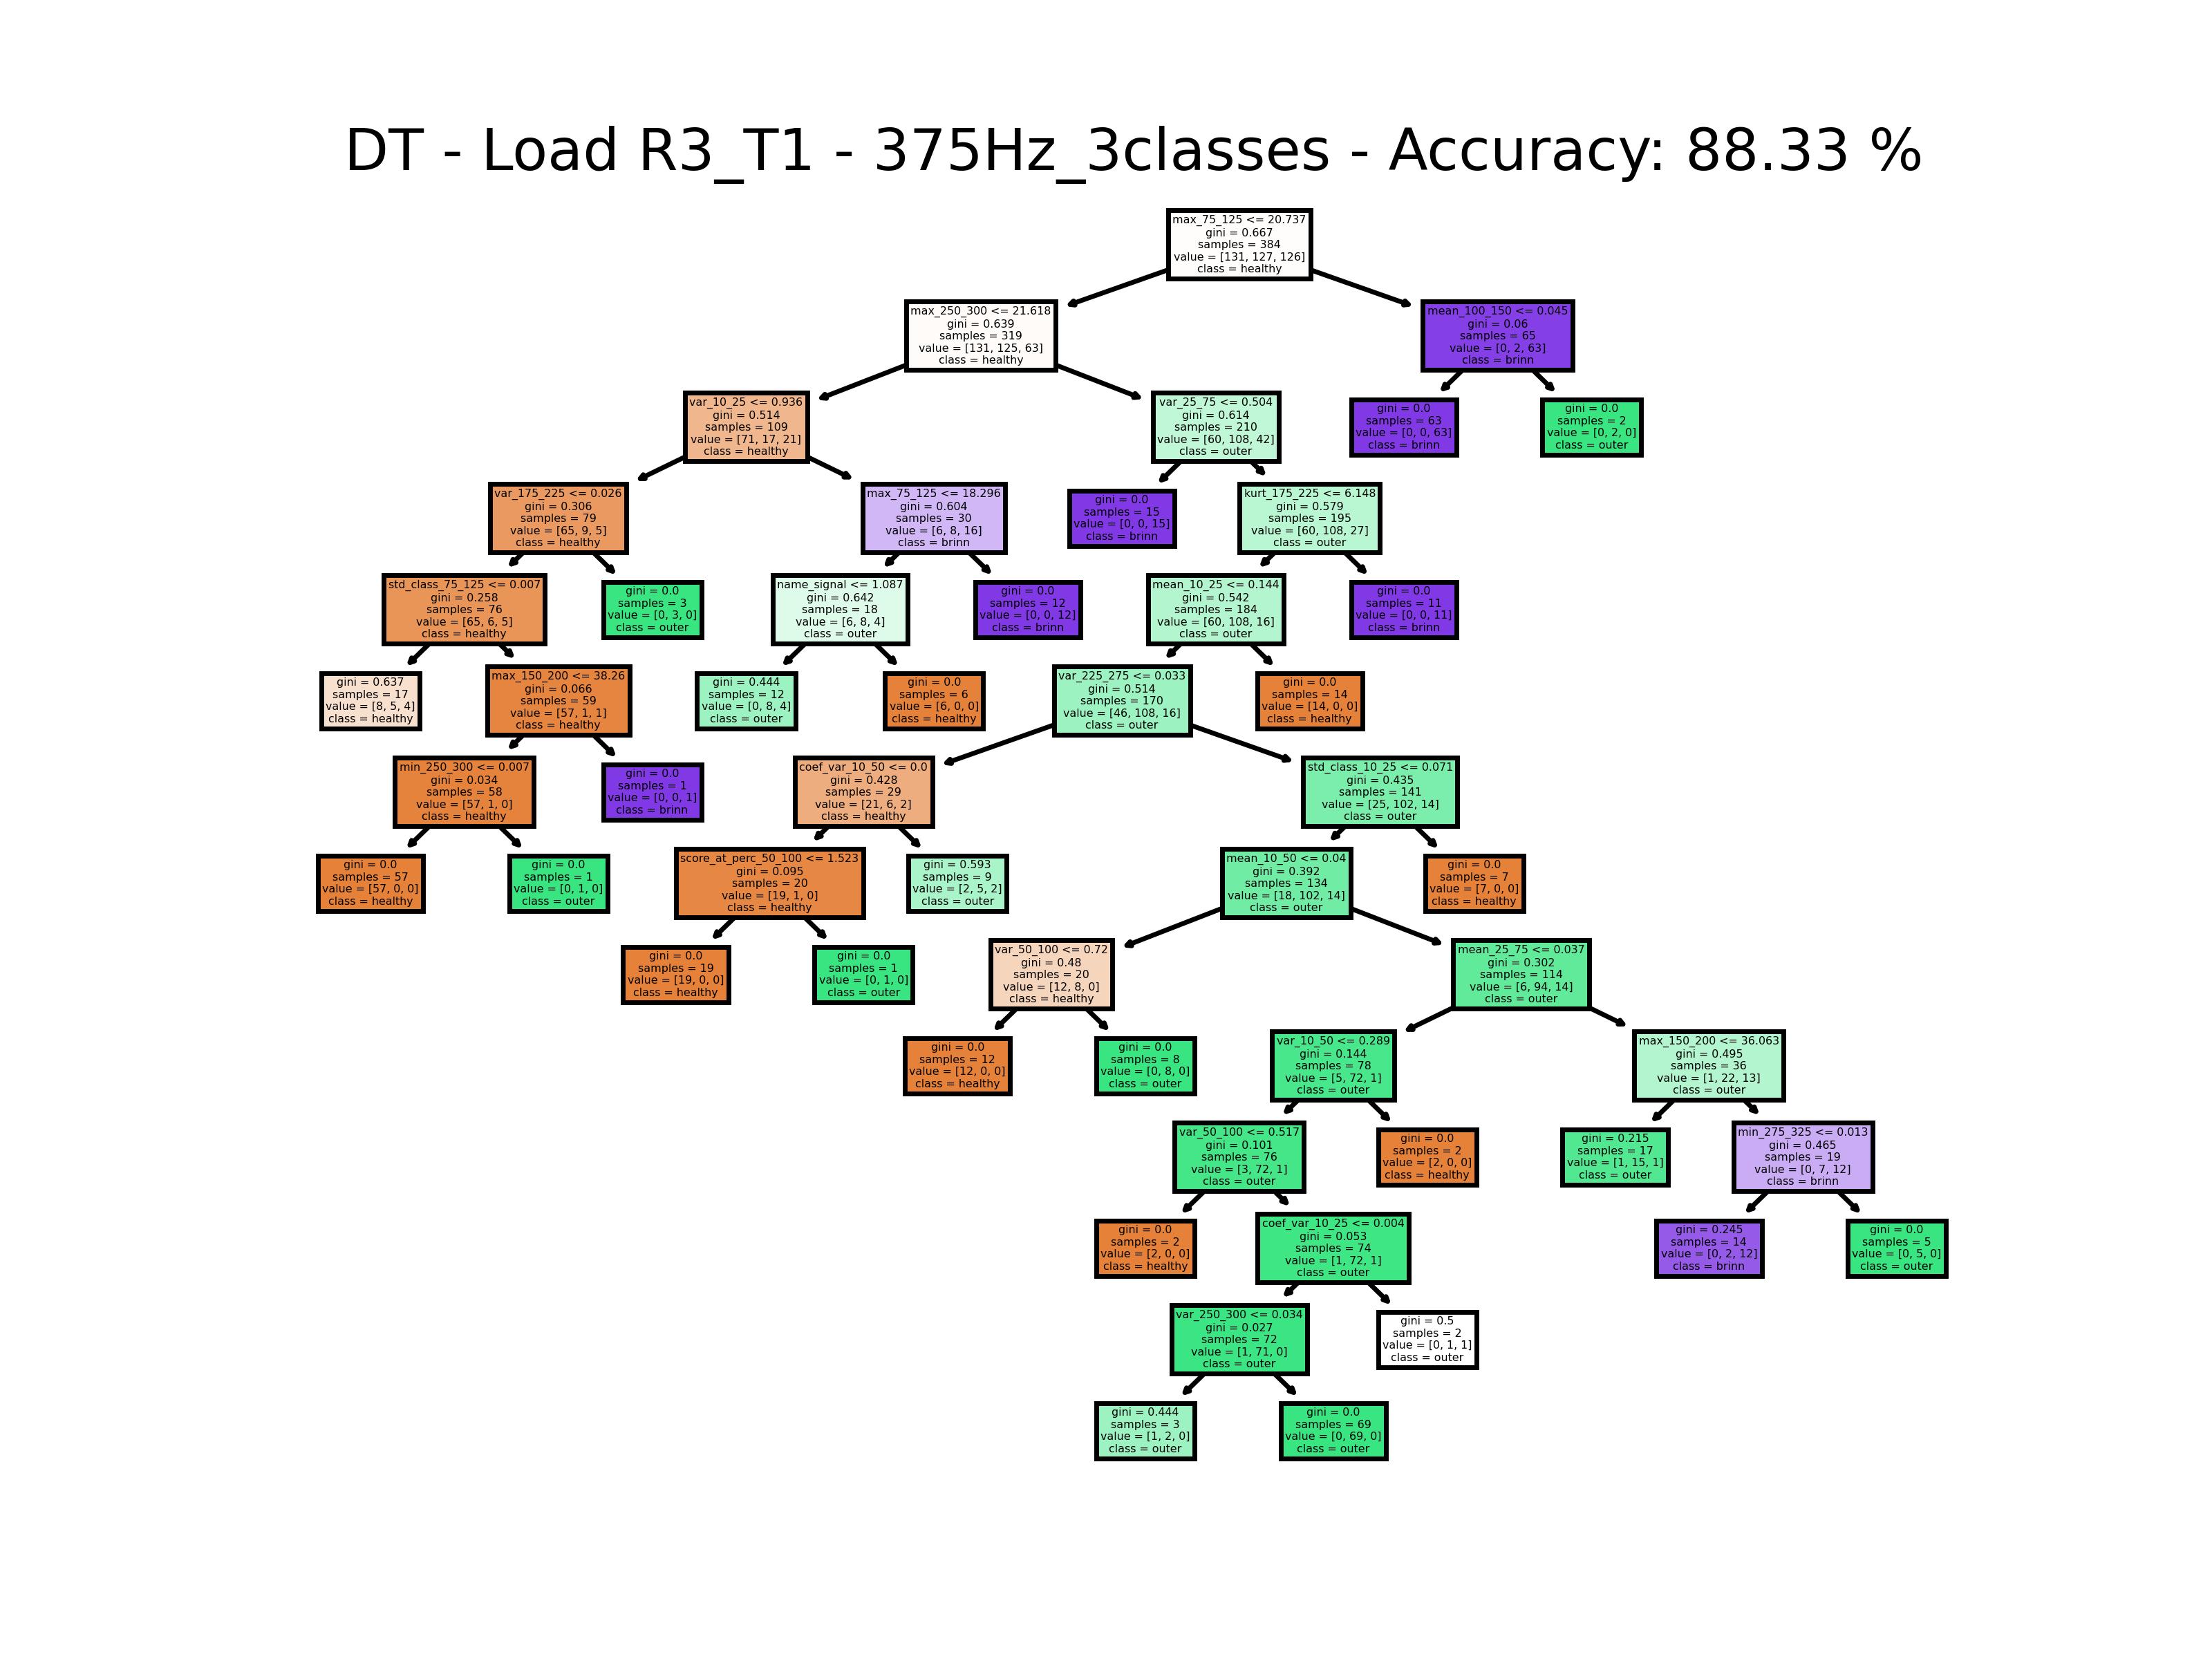 DT - Load R3_T1 - 375Hz_3classes - Accuracy: 88.33 %
max_75_125 <= 20.737
gini = 0.667
samples = 384
value = [131, 127, 126]
class = healthy
max_250_300 <= 21.618
gini = 0.639
samples = 319
value = [131, 125, 63]
class = healthy
mean_100_150 <= 0.045
gini = 0.06
samples = 65
value = [0, 2, 63]
class = brinn
var_10_25 <= 0.936
gini = 0.514
samples = 109
value = [71, 17, 21]
class = healthy
var_25_75 <= 0.504
gini = 0.614
samples = 210
value = [60, 108, 42]
class = outer
gini = 0.0
samples = 63
value = [0, 0, 63]
class = brinn
gini = 0.0
samples = 2
value = [0, 2, 0]
class = outer
var_175_225 <= 0.026
gini = 0.306
samples = 79
value = [65, 9, 5]
class = healthy
max_75_125 <= 18.296
gini = 0.604
samples = 30
value = [6, 8, 16]
class = brinn
gini = 0.0
samples = 15
value = [0, 0, 15]
class = brinn
kurt_175_225 <= 6.148
gini = 0.579
samples = 195
value = [60, 108, 27]
class = outer
std_class_75_125 <= 0.007
gini = 0.258
samples = 76
value = [65, 6, 5]
class = healthy
gini = 0.0
samples = 3
value = [0, 3, 0]
class = outer
name_signal <= 1.087
gini = 0.642
samples = 18
value = [6, 8, 4]
class = outer
gini = 0.0
samples = 12
value = [0, 0, 12]
class = brinn
mean_10_25 <= 0.144
gini = 0.542
samples = 184
value = [60, 108, 16]
class = outer
gini = 0.0
samples = 11
value = [0, 0, 11]
class = brinn
gini = 0.637
samples = 17
value = [8, 5, 4]
class = healthy
max_150_200 <= 38.26
gini = 0.066
samples = 59
value = [57, 1, 1]
class = healthy
gini = 0.444
samples = 12
value = [0, 8, 4]
class = outer
gini = 0.0
samples = 6
value = [6, 0, 0]
class = healthy
var_225_275 <= 0.033
gini = 0.514
samples = 170
value = [46, 108, 16]
class = outer
gini = 0.0
samples = 14
value = [14, 0, 0]
class = healthy
min_250_300 <= 0.007
gini = 0.034
samples = 58
value = [57, 1, 0]
class = healthy
gini = 0.0
samples = 1
value = [0, 0, 1]
class = brinn
coef_var_10_50 <= 0.0
gini = 0.428
samples = 29
value = [21, 6, 2]
class = healthy
std_class_10_25 <= 0.071
gini = 0.435
samples = 141
value = [25, 102, 14]
class = outer
gini = 0.0
samples = 57
value = [57, 0, 0]
class = healthy
gini = 0.0
samples = 1
value = [0, 1, 0]
class = outer
score_at_perc_50_100 <= 1.523
gini = 0.095
samples = 20
value = [19, 1, 0]
class = healthy
gini = 0.593
samples = 9
value = [2, 5, 2]
class = outer
mean_10_50 <= 0.04
gini = 0.392
samples = 134
value = [18, 102, 14]
class = outer
gini = 0.0
samples = 7
value = [7, 0, 0]
class = healthy
gini = 0.0
samples = 19
value = [19, 0, 0]
class = healthy
gini = 0.0
samples = 1
value = [0, 1, 0]
class = outer
var_50_100 <= 0.72
gini = 0.48
samples = 20
value = [12, 8, 0]
class = healthy
mean_25_75 <= 0.037
gini = 0.302
samples = 114
value = [6, 94, 14]
class = outer
gini = 0.0
samples = 12
value = [12, 0, 0]
class = healthy
gini = 0.0
samples = 8
value = [0, 8, 0]
class = outer
var_10_50 <= 0.289
gini = 0.144
samples = 78
value = [5, 72, 1]
class = outer
max_150_200 <= 36.063
gini = 0.495
samples = 36
value = [1, 22, 13]
class = outer
var_50_100 <= 0.517
gini = 0.101
samples = 76
value = [3, 72, 1]
class = outer
gini = 0.0
samples = 2
value = [2, 0, 0]
class = healthy
gini = 0.215
samples = 17
value = [1, 15, 1]
class = outer
min_275_325 <= 0.013
gini = 0.465
samples = 19
value = [0, 7, 12]
class = brinn
gini = 0.0
samples = 2
value = [2, 0, 0]
class = healthy
coef_var_10_25 <= 0.004
gini = 0.053
samples = 74
value = [1, 72, 1]
class = outer
gini = 0.245
samples = 14
value = [0, 2, 12]
class = brinn
gini = 0.0
samples = 5
value = [0, 5, 0]
class = outer
var_250_300 <= 0.034
gini = 0.027
samples = 72
value = [1, 71, 0]
class = outer
gini = 0.5
samples = 2
value = [0, 1, 1]
class = outer
gini = 0.444
samples = 3
value = [1, 2, 0]
class = outer
gini = 0.0
samples = 69
value = [0, 69, 0]
class = outer